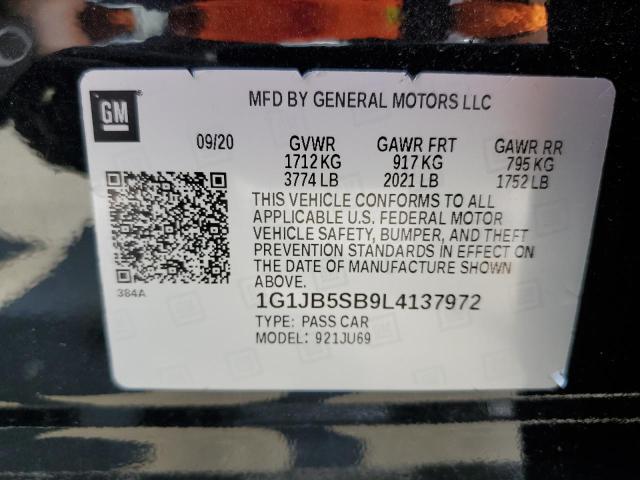 GM
MFD BY GENERAL MOTORS LLC
09/20 GVWR GAWR FRT GAWR RR
1712 KG 917 KG 795 KG
3774 LB 2021 LB 1752 LB
THIS VEHICLE CONFORMS TO ALL
APPLICABLE U.S. FEDERAL MOTOR
VEHICLE SAFETY, BUMPER, AND THEFT
PREVENTION STANDARDS IN EFFECT ON
THE DATE OF MANUFACTURE SHOWN
ABOVE.
384A
1G1JB5SB9L4137972
TYPE: PASS CAR
MODEL: 921JU69